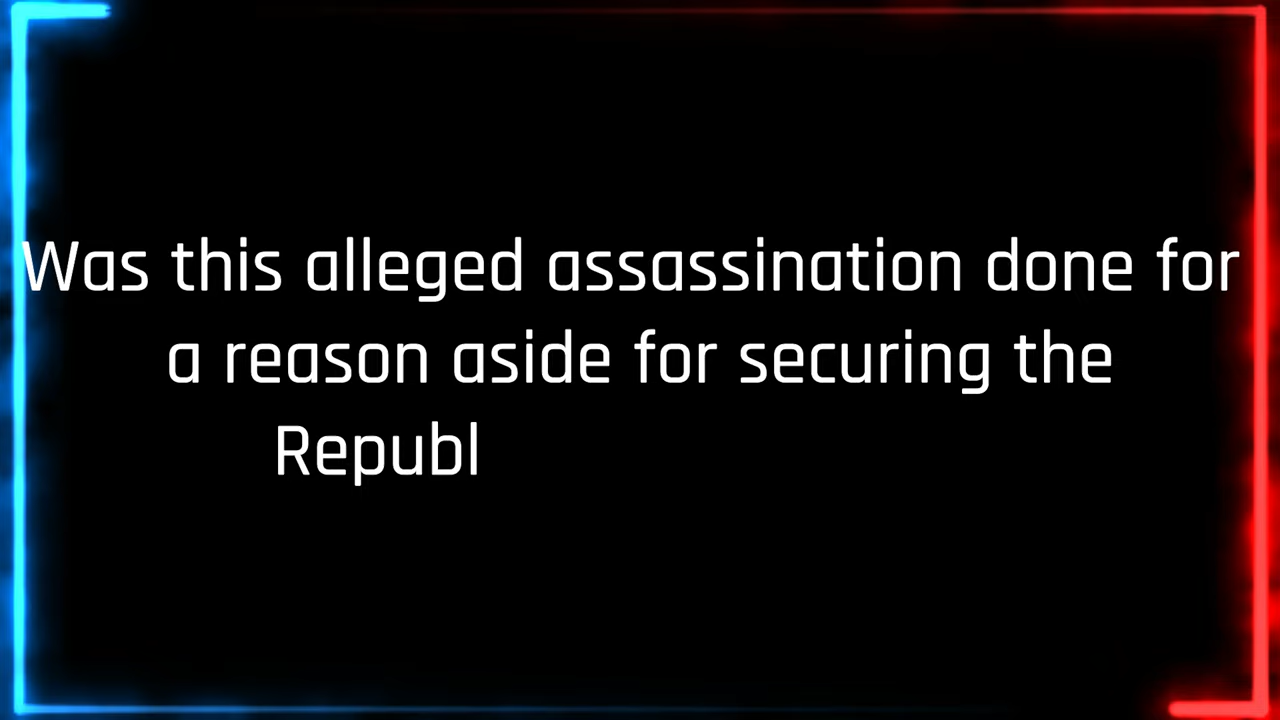 Was this alleged assassination done for
a reason aside for securing the
Republ